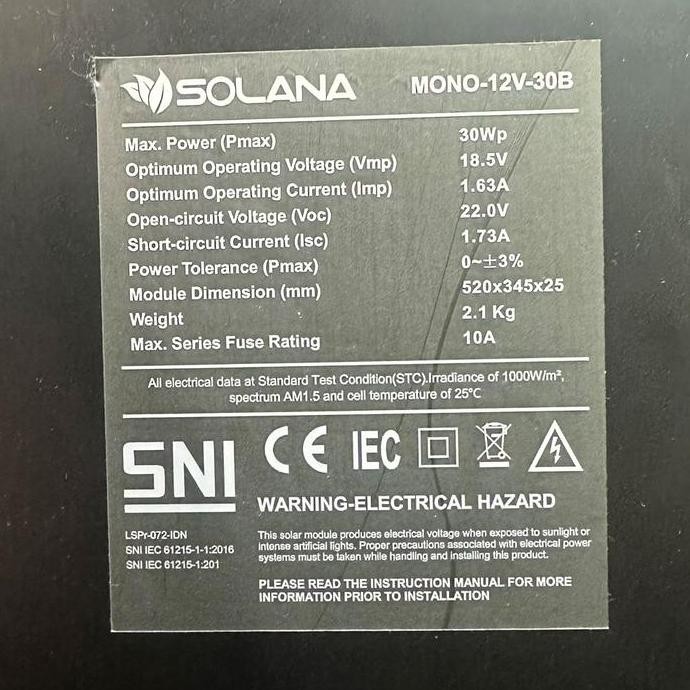 SOLANA MONO-12V-30B
Max. Power (Pmax) 30Wp
Optimum Operating Voltage (Vmp) 18.5V
Optimum Operating Current (Imp) 1.63A
Open-circuit Voltage (Voc) 22.0V
Short-circuit Current (Isc) 1.73A
Power Tolerance (Pmax) 0~±3%
Module Dimension (mm) 520x345x25
Weight 2.1 Kg
Max. Series Fuse Rating 10A
All electrical data at Standard Test Condition(STC).Irradiance of 1000W/m²,
spectrum AM1.5 and cell temperature of 25°C
SNI CE IEC
WARNING-ELECTRICAL HAZARD
LSPr-072-IDN
SNI IEC 61215-1-1:2016
SNI IEC 61215-1:201
This solar module produces electrical voltage when exposed to sunlight or
intense artificial lights. Proper precautions associated with electrical power
systems must be taken while handling and installing this product.
PLEASE READ THE INSTRUCTION MANUAL FOR MORE
INFORMATION PRIOR TO INSTALLATION